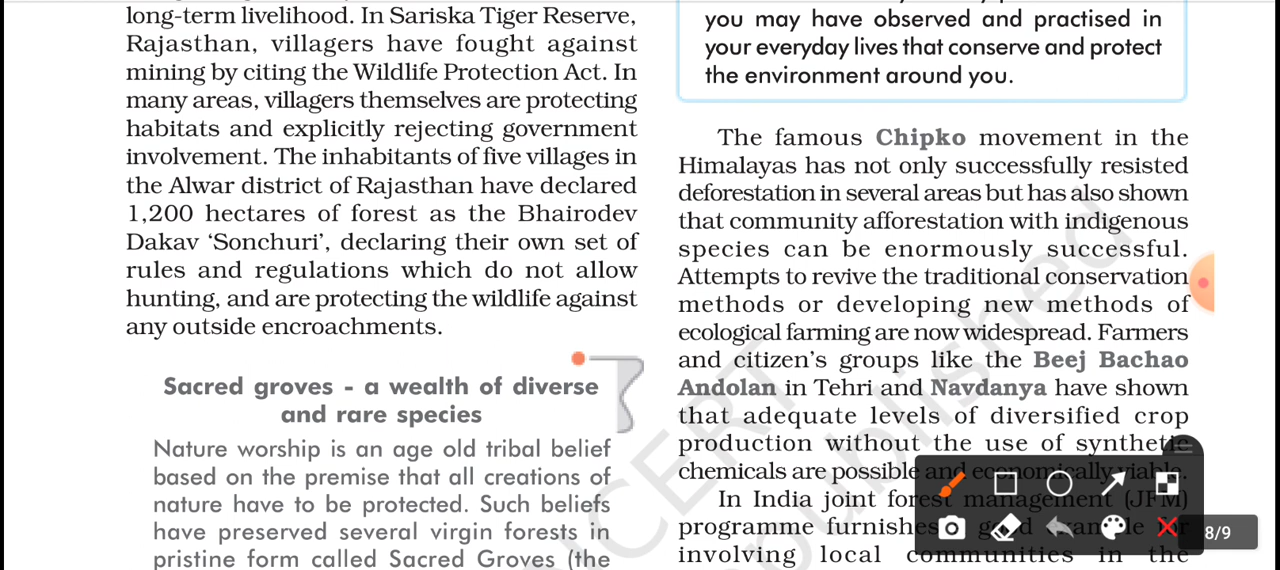 long-term livelihood. In Sariska Tiger Reserve,
Rajasthan, villagers have fought against
mining by citing the Wildlife Protection Act. In
many areas, villagers themselves are protecting
habitats and explicitly rejecting government
involvement. The inhabitants of five villages in
the Alwar district of Rajasthan have declared
1,200 hectares of forest as the Bhairodev
Dakav ‘Sonchuri’, declaring their own set of
rules and regulations which do not allow
hunting, and are protecting the wildlife against
any outside encroachments.
Sacred groves - a wealth of diverse
and rare species
Nature worship is an age old tribal belief
based on the premise that all creations of
nature have to be protected. Such beliefs
have preserved several virgin forests in
pristine form called Sacred Groves (the
you may have observed and practised in
your everyday lives that conserve and protect
the environment around you.
The famous Chipko movement in the
Himalayas has not only successfully resisted
deforestation in several areas but has also shown
that community afforestation with indigenous
species can be enormously successful.
Attempts to revive the traditional conservation
methods or developing new methods of
ecological farming are now widespread. Farmers
and citizen’s groups like the Beej Bachao
Andolan in Tehri and Navdanya have shown
that adequate levels of diversified crop
production without the use of synthetic
chemicals are possible and economically viable.
In India joint forest management (JFM)
programme furnishes good example for
involving local communities in the
8/9